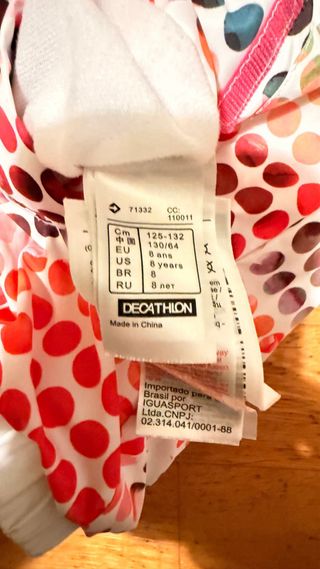 71332 CC: 110011
Cm 125-132
中国 130/64
EU 8 ans
US 8 years
BR 8
RU 8 лет
DECATHLON
Made in China
Importado para
Brasil por
IGUASPORT
Ltda.CNPJ:
02.314.041/0001-88